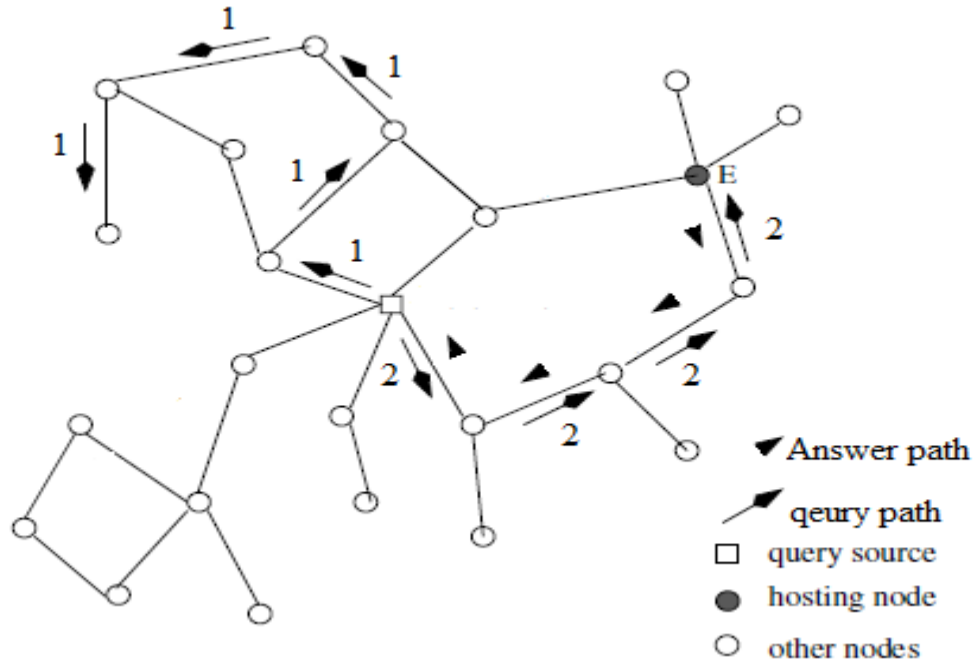 1
1
1
1
1
E
2
2
2
2
Answer path
qeury path
query source
hosting node
other nodes